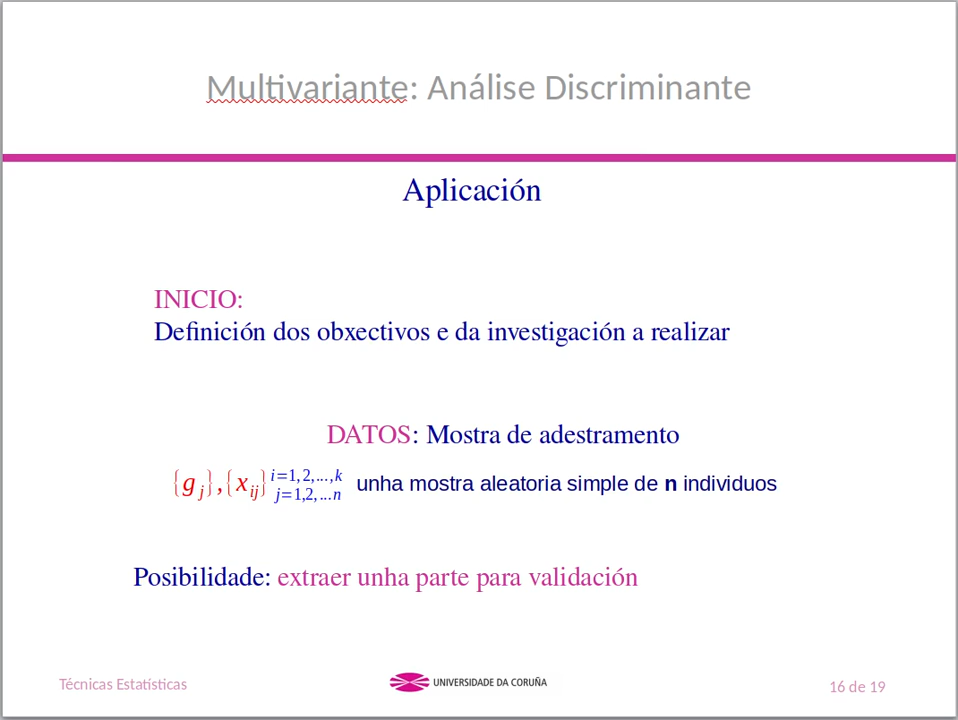 Multivariante: Análise Discriminante
Aplicación
INICIO:
Definición dos obxectivos e da investigación a realizar
DATOS: Mostra de adestramento
{g_j},{x_ij} i=1,2,...,k j=1,2,...n unha mostra aleatoria simple de n individuos
Posibilidade: extraer unha parte para validación
Técnicas Estatísticas
UNIVERSIDADE DA CORUÑA
16 de 19